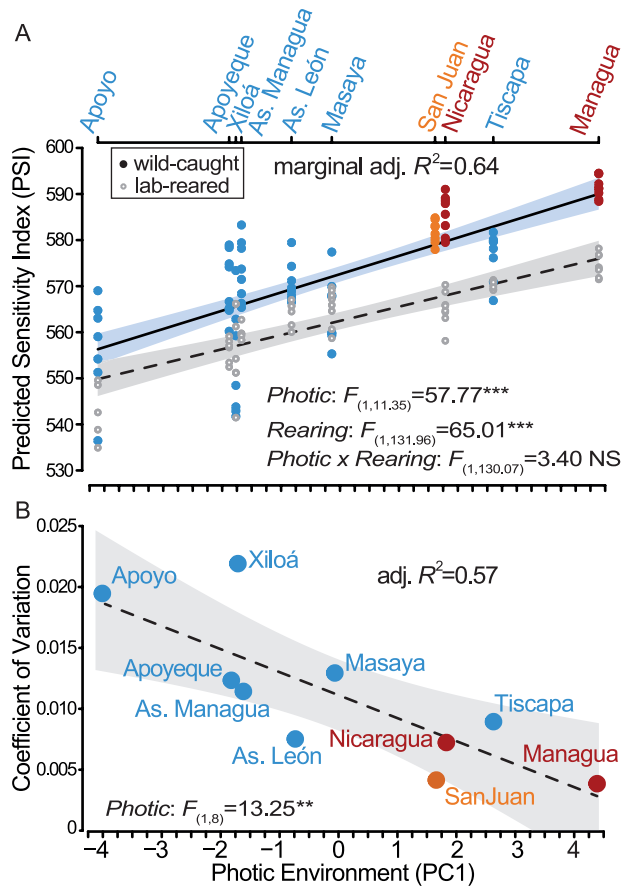 A
Apoyo
Apoyeque
Xiloá
As. Managua
As. León
Masaya
San Juan
Nicaragua
Tiscapa
Managua
Predicted Sensitivity Index (PSI)
600
590
580
570
560
550
540
530
wild-caught
lab-reared
marginal adj. R²=0.64
Photic: F(1,11.35)=57.77***
Rearing: F(1,131.96)=65.01***
Photic x Rearing: F(1,130.07)=3.40 NS
B
Coefficient of Variation
0.025
0.020
0.015
0.010
0.005
0
Apoyo
Xiloá
adj. R²=0.57
Apoyeque
Masaya
As. Managua
Tiscapa
As. León
Nicaragua
Managua
SanJuan
Photic: F(1,8)=13.25**
−4 −3 −2 −1 0 1 2 3 4
Photic Environment (PC1)